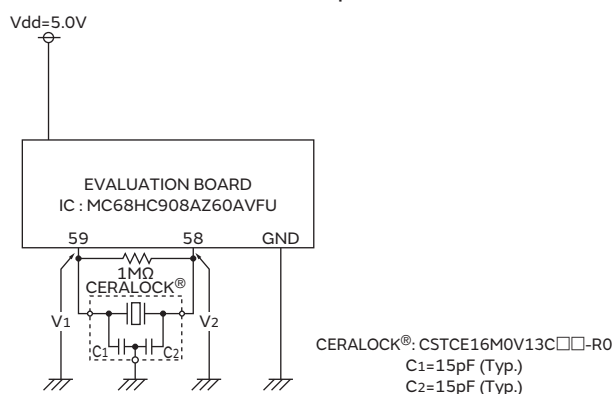 Vdd=5.0V
EVALUATION BOARD
IC : MC68HC908AZ60AVFU
59 58 GND
1MΩ
CERALOCK®
V1 V2
C1 C2
CERALOCK®: CSTCE16M0V13C□□-R0
C1=15pF (Typ.)
C2=15pF (Typ.)